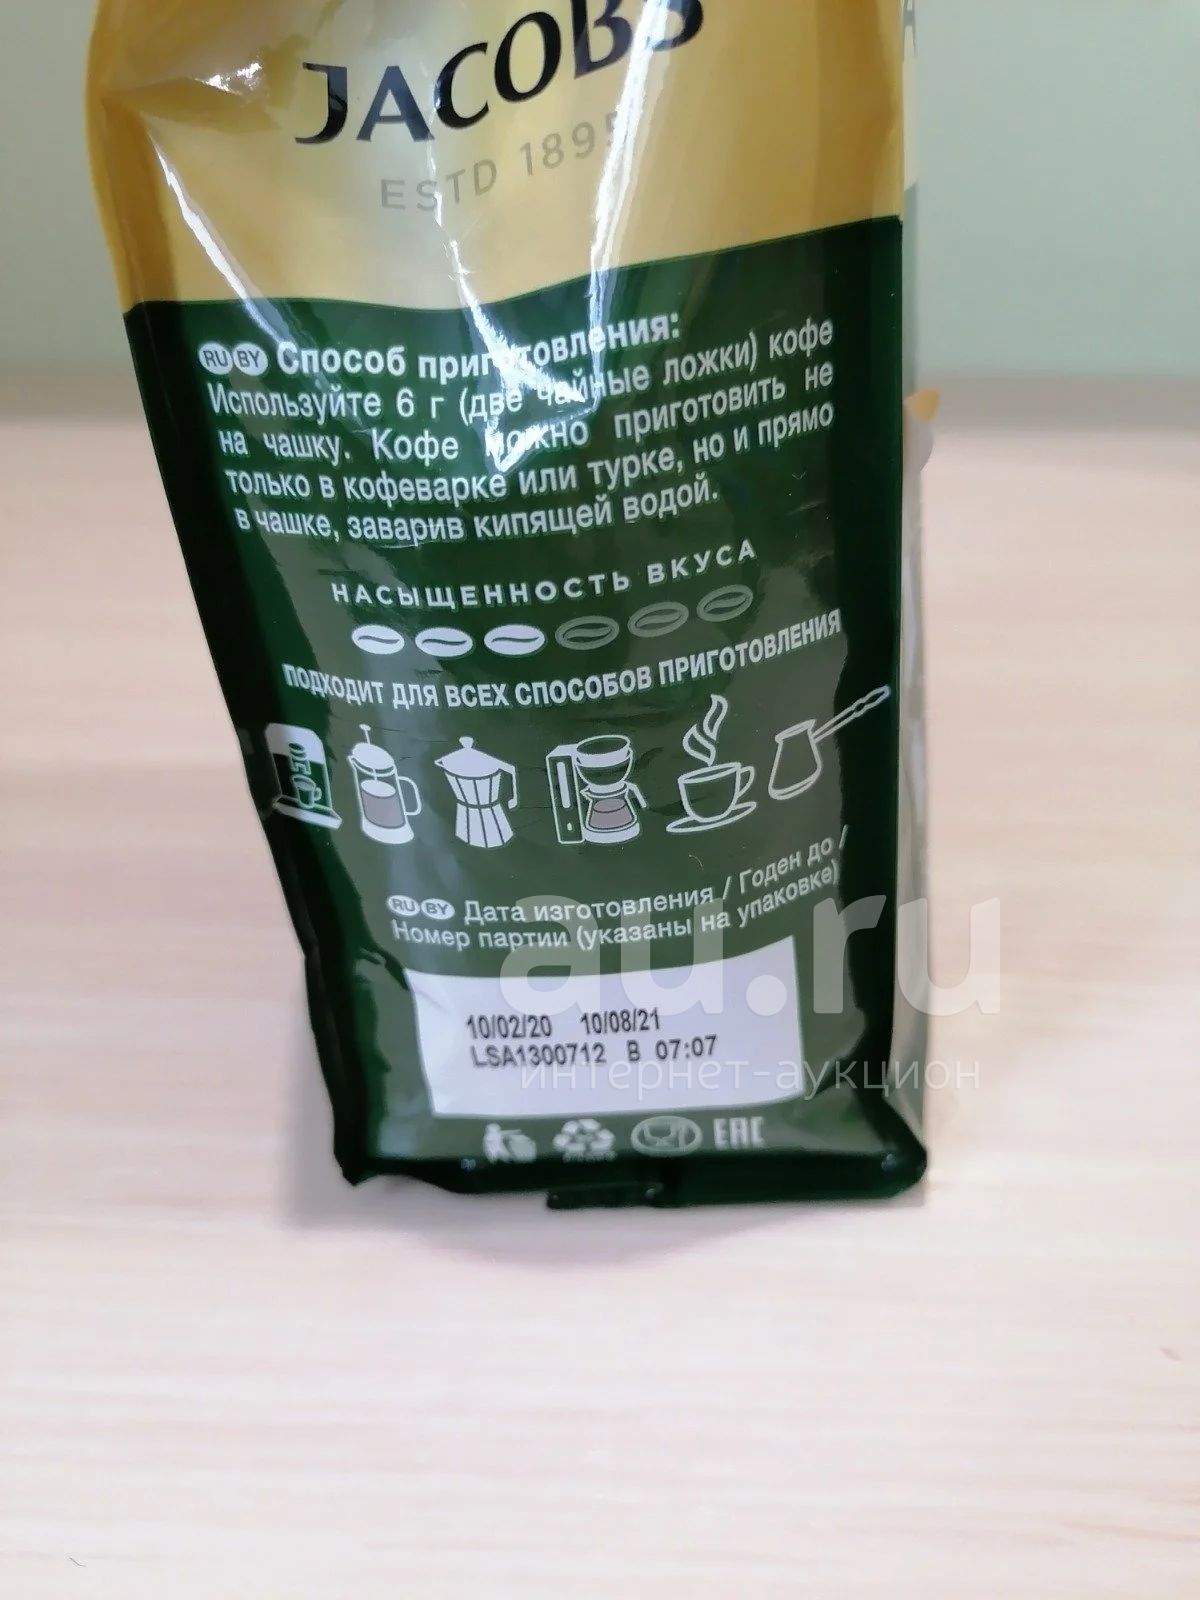 JACOBS
ESTD 1895
RU BY Способ приготовления:
Используйте 6 г (две чайные ложки) кофе
на чашку. Кофе можно приготовить не
только в кофеварке или турке, но и прямо
в чашке, заварив кипящей водой.
НАСЫЩЕННОСТЬ ВКУСА
ПОДХОДИТ ДЛЯ ВСЕХ СПОСОБОВ ПРИГОТОВЛЕНИЯ
RU BY Дата изготовления / Годен до /
Номер партии (указаны на упаковке)
10/02/20 10/08/21
LSA1300712 B 07:07
EAC
au.ru
интернет-аукцион